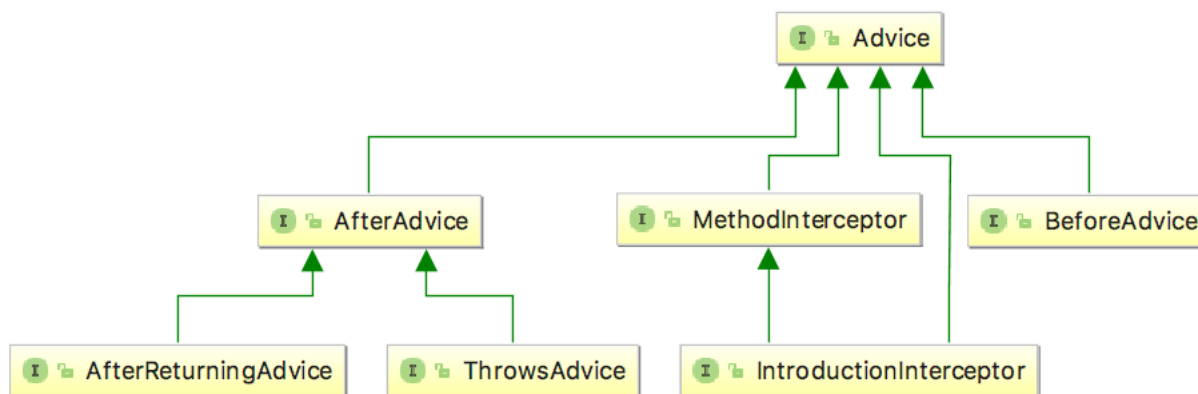 I Advice
I AfterAdvice
I MethodInterceptor
I BeforeAdvice
I AfterReturningAdvice
I ThrowsAdvice
I IntroductionInterceptor